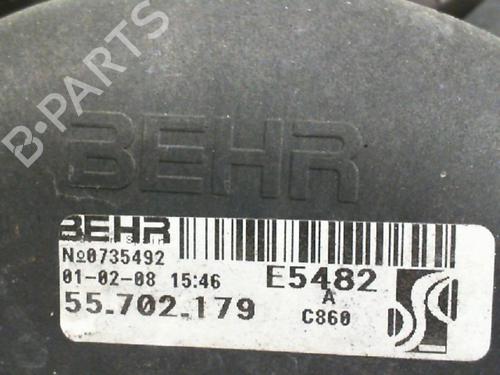 B-PARTS
BEHR
BEHR
№0735492
01-02-08 15:46
E5482
A
55.702.179
C860